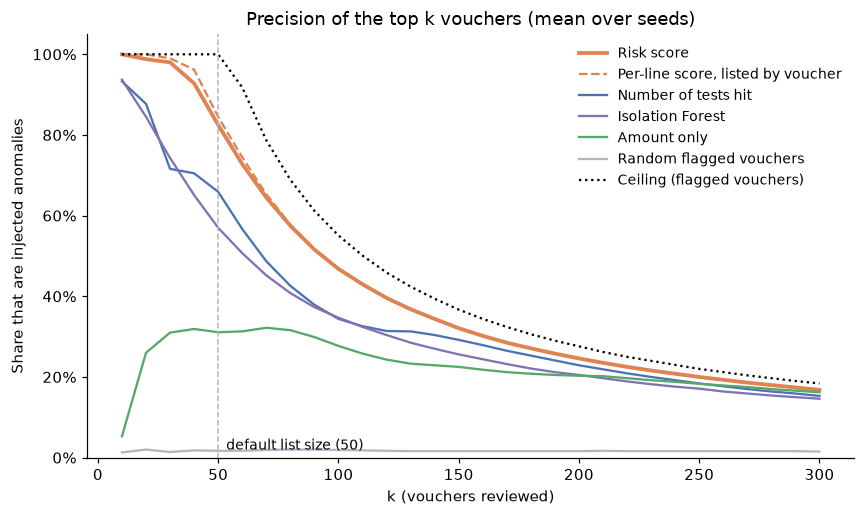 Precision of the top k vouchers (mean over seeds)
Share that are injected anomalies
100%
80%
60%
40%
20%
0%
Risk score
Per-line score, listed by voucher
Number of tests hit
Isolation Forest
Amount only
Random flagged vouchers
Ceiling (flagged vouchers)
default list size (50)
0
50
100
150
200
250
300
k (vouchers reviewed)